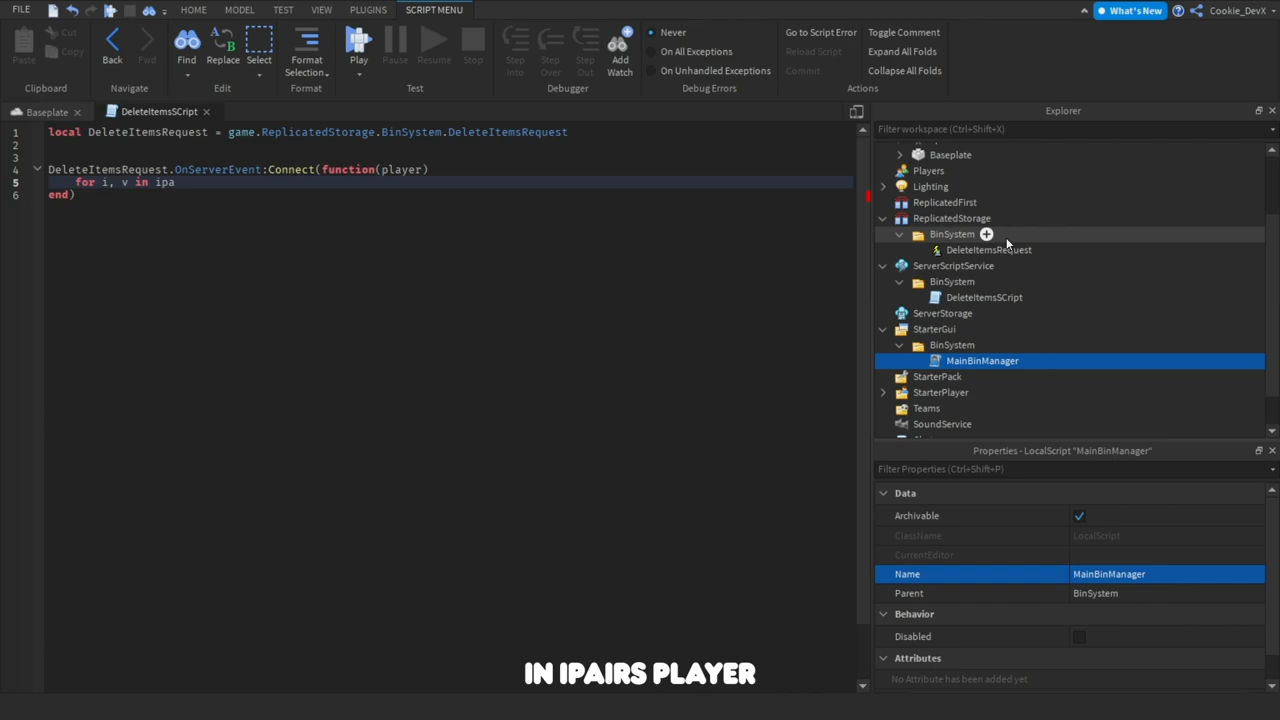 FILE
HOME
MODEL
TEST
VIEW
PLUGINS
SCRIPT MENU
What's New
Cookie_DevX
Paste
Cut
Copy
Clipboard
Back
Fwd
Navigate
Find
Replace
Select
Edit
Format
Selection
Format
Play
Pause
Resume
Stop
Test
Step
Into
Step
Over
Step
Out
Add
Watch
Debugger
Never
On All Exceptions
On Unhandled Exceptions
Debug Errors
Go to Script Error
Reload Script
Commit
Toggle Comment
Expand All Folds
Collapse All Folds
Actions
Baseplate
DeleteItemsSCript
1 local DeleteItemsRequest = game.ReplicatedStorage.BinSystem.DeleteItemsRequest
2
3
4 DeleteItemsRequest.OnServerEvent:Connect(function(player)
5 for i, v in ipa
6 end)
Explorer
Filter workspace (Ctrl+Shift+X)
Baseplate
Players
Lighting
ReplicatedFirst
ReplicatedStorage
BinSystem
DeleteItemsRequest
ServerScriptService
BinSystem
DeleteItemsSCript
ServerStorage
StarterGui
BinSystem
MainBinManager
StarterPack
StarterPlayer
Teams
SoundService
Properties - LocalScript "MainBinManager"
Filter Properties (Ctrl+Shift+P)
Data
Archivable
ClassName LocalScript
CurrentEditor
Name MainBinManager
Parent BinSystem
Behavior
Disabled
Attributes
No Attribute has been added yet
IN IPAIRS PLAYER